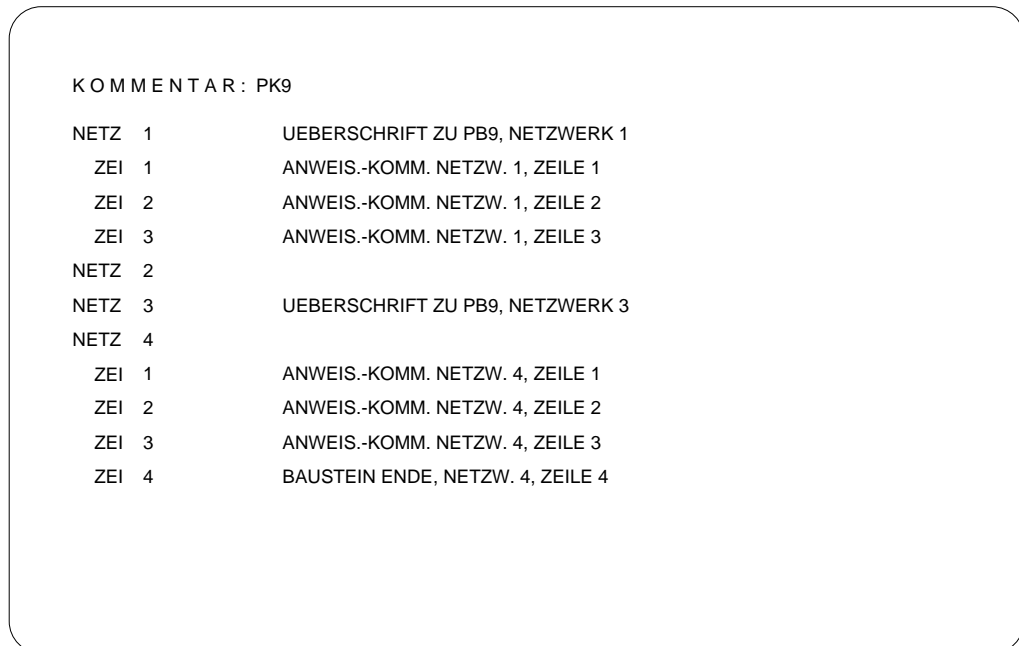 K O M M E N T A R : PK9
NETZ 1 UEBERSCHRIFT ZU PB9, NETZWERK 1
ZEI 1 ANWEIS.-KOMM. NETZW. 1, ZEILE 1
ZEI 2 ANWEIS.-KOMM. NETZW. 1, ZEILE 2
ZEI 3 ANWEIS.-KOMM. NETZW. 1, ZEILE 3
NETZ 2
NETZ 3 UEBERSCHRIFT ZU PB9, NETZWERK 3
NETZ 4
ZEI 1 ANWEIS.-KOMM. NETZW. 4, ZEILE 1
ZEI 2 ANWEIS.-KOMM. NETZW. 4, ZEILE 2
ZEI 3 ANWEIS.-KOMM. NETZW. 4, ZEILE 3
ZEI 4 BAUSTEIN ENDE, NETZW. 4, ZEILE 4